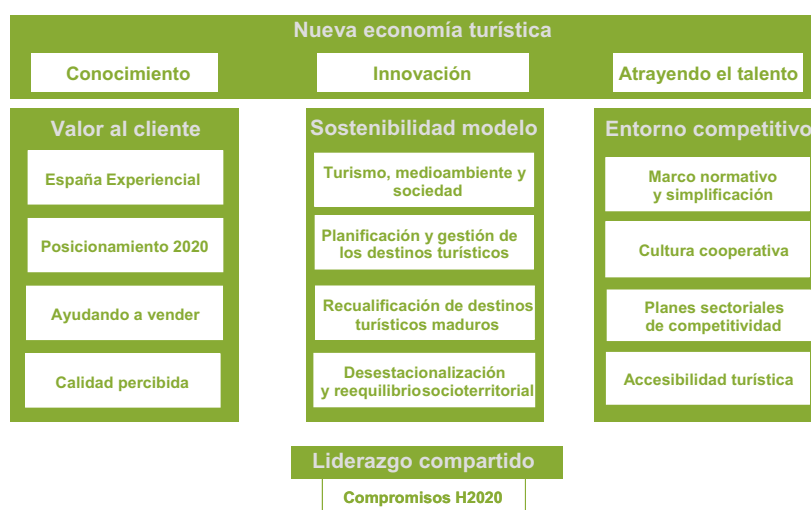 Nueva economía turística
Conocimiento
Innovación
Atrayendo el talento
Valor al cliente
España Experiencial
Posicionamiento 2020
Ayudando a vender
Calidad percibida
Sostenibilidad modelo
Turismo, medioambiente y
sociedad
Planificación y gestión de
los destinos turísticos
Recualificación de destinos
turísticos maduros
Desestacionalización
y reequilibriosocioterritorial
Entorno competitivo
Marco normativo
y simplificación
Cultura cooperativa
Planes sectoriales
de competitividad
Accesibilidad turística
Liderazgo compartido
Compromisos H2020